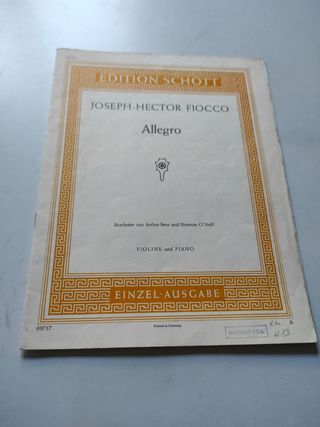 EDITION SCHOTT
JOSEPH-HECTOR FIOCCO
Allegro
Bearbeitet von Arthur Bent und Norman O'Neill
VIOLINE und PIANO
EINZEL-AUSGABE
09717
Printed in Germany